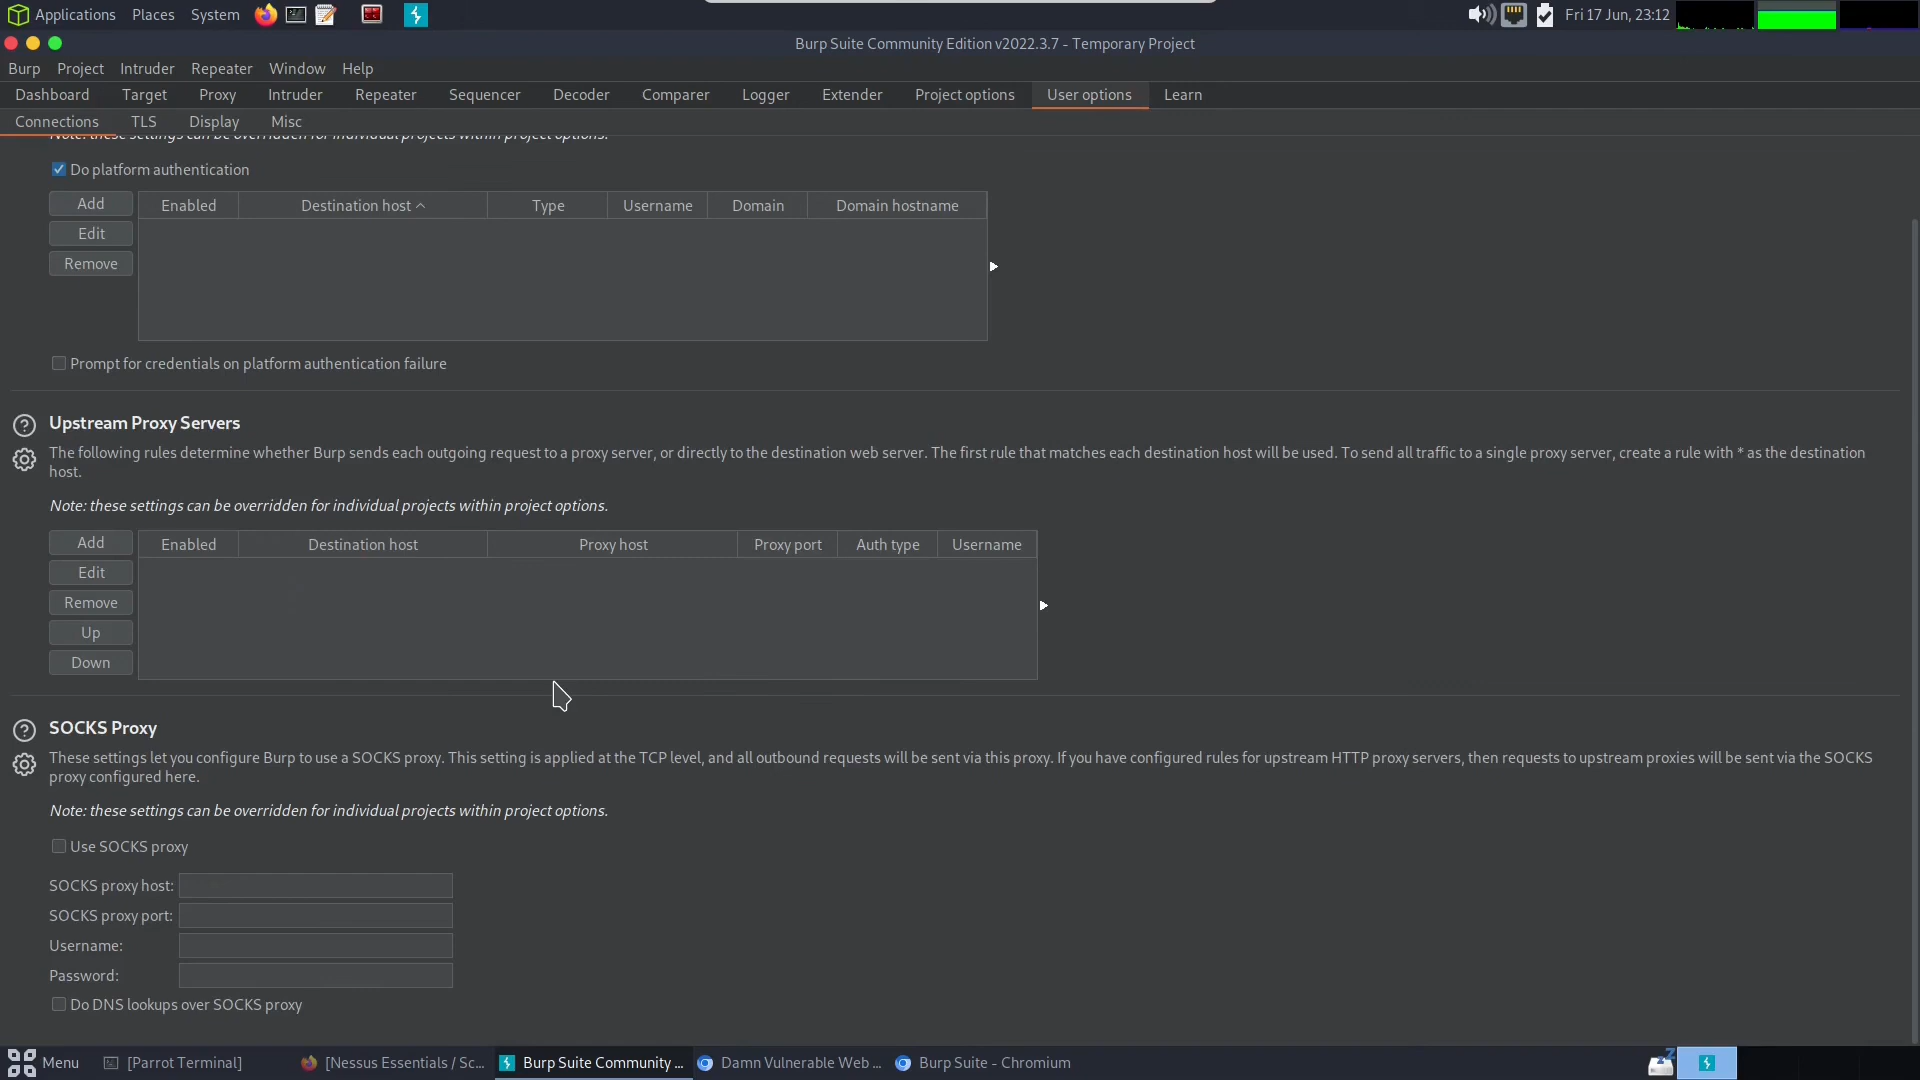 Applications Places System
Fri 17 Jun, 23:12
Burp Suite Community Edition v2022.3.7 - Temporary Project
Burp Project Intruder Repeater Window Help
Dashboard Target Proxy Intruder Repeater Sequencer Decoder Comparer Logger Extender Project options User options Learn
Connections TLS Display Misc
Note: these settings can be overridden for individual projects within project options.
Do platform authentication
Add Enabled Destination host Type Username Domain Domain hostname
Edit
Remove
Prompt for credentials on platform authentication failure
Upstream Proxy Servers
The following rules determine whether Burp sends each outgoing request to a proxy server, or directly to the destination web server. The first rule that matches each destination host will be used. To send all traffic to a single proxy server, create a rule with * as the destination
host.
Note: these settings can be overridden for individual projects within project options.
Add Enabled Destination host Proxy host Proxy port Auth type Username
Edit
Remove
Up
Down
SOCKS Proxy
These settings let you configure Burp to use a SOCKS proxy. This setting is applied at the TCP level, and all outbound requests will be sent via this proxy. If you have configured rules for upstream HTTP proxy servers, then requests to upstream proxies will be sent via the SOCKS
proxy configured here.
Note: these settings can be overridden for individual projects within project options.
Use SOCKS proxy
SOCKS proxy host:
SOCKS proxy port:
Username:
Password:
Do DNS lookups over SOCKS proxy
Menu [Parrot Terminal] [Nessus Essentials / Sc... Burp Suite Community ... Damn Vulnerable Web ... Burp Suite - Chromium